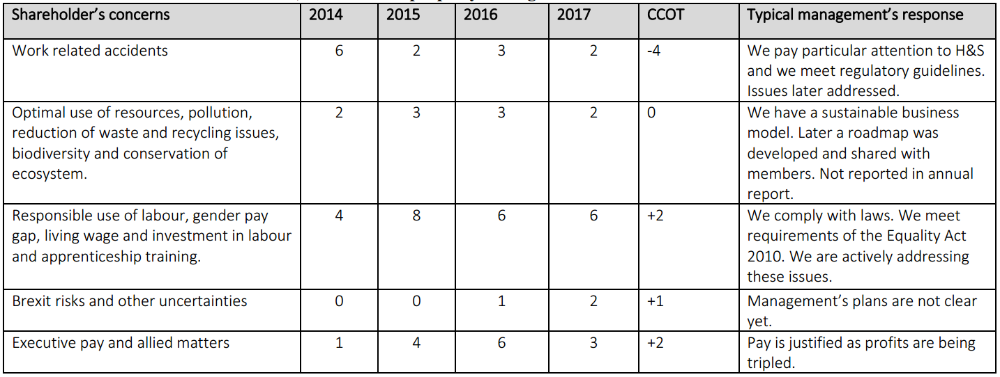 Shareholder's concerns 2014 2015 2016 2017 CCOT Typical management's response
Work related accidents 6 2 3 2 -4 We pay particular attention to H&S
and we meet regulatory guidelines.
Issues later addressed.
Optimal use of resources, pollution, 2 3 3 2 0 We have a sustainable business
reduction of waste and recycling issues, model. Later a roadmap was
biodiversity and conservation of developed and shared with
ecosystem. members. Not reported in annual
report.
Responsible use of labour, gender pay 4 8 6 6 +2 We comply with laws. We meet
gap, living wage and investment in labour requirements of the Equality Act
and apprenticeship training. 2010. We are actively addressing
these issues.
Brexit risks and other uncertainties 0 0 1 2 +1 Management's plans are not clear
yet.
Executive pay and allied matters 1 4 6 3 +2 Pay is justified as profits are being
tripled.